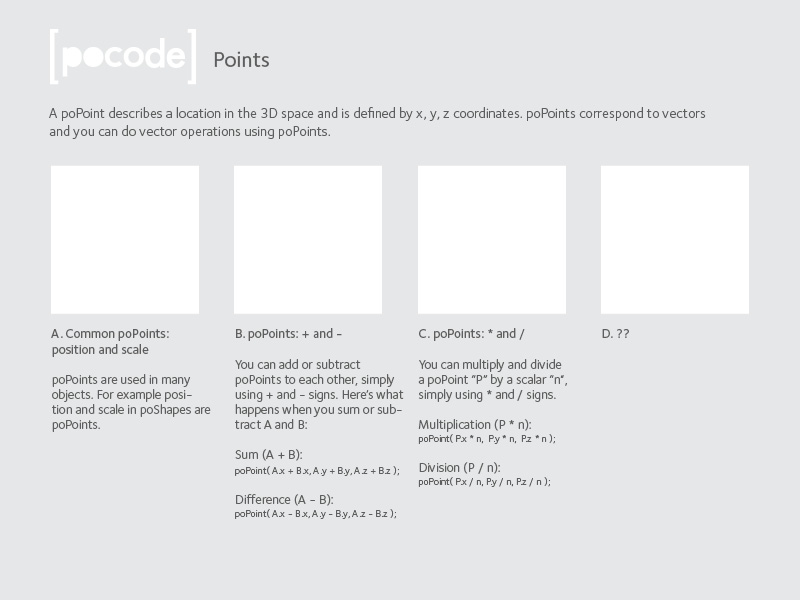 [pocode] Points
A poPoint describes a location in the 3D space and is defined by x, y, z coordinates. poPoints correspond to vectors
and you can do vector operations using poPoints.
A. Common poPoints:
position and scale
poPoints are used in many
objects. For example posi-
tion and scale in poShapes are
poPoints.
B. poPoints: + and -
You can add or subtract
poPoints to each other, simply
using + and - signs. Here's what
happens when you sum or sub-
tract A and B:
Sum (A + B):
poPoint( A.x + B.x, A.y + B.y, A.z + B.z );
Difference (A - B):
poPoint( A.x - B.x, A.y - B.y, A.z - B.z );
C. poPoints: * and /
You can multiply and divide
a poPoint "P" by a scalar "n",
simply using * and / signs.
Multiplication (P * n):
poPoint( P.x * n, P.y * n, P.z * n );
Division (P / n):
poPoint( P.x / n, P.y / n, P.z / n );
D. ??